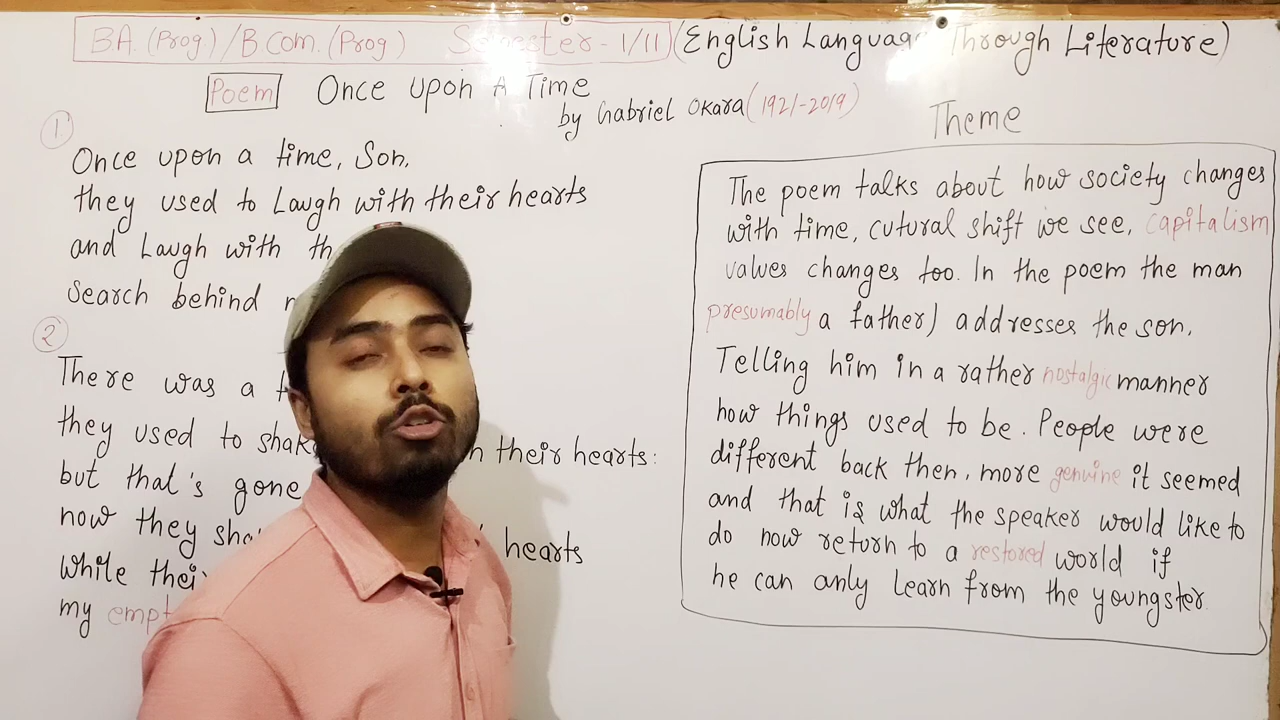 B.A. (Prog) / B.Com. (Prog) Semester - I/II (English Language Through Literature)
Poem Once Upon A Time
by Gabriel Okara (1921-2019)
1
Once upon a time, Son,
they used to Laugh with their hearts
and Laugh with
Search behind
2
There was a
they used to their hearts:
but that's gone
now they hearts
while
my
Theme
The poem talks about how society changes
with time, cutural shift we see, capitalism
values changes too. In the poem the man
presumably a father) addresses the son,
Telling him in a rather nostalgic manner
how things used to be. People were
different back then, more genuine it seemed
and that is what the speaker would like to
do now return to a restored world if
he can only Learn from the youngster.